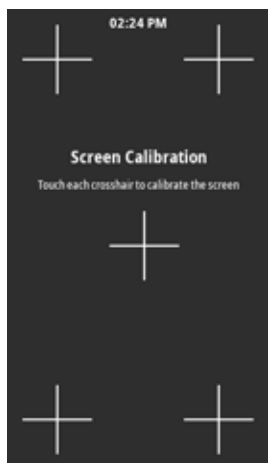 02:24 PM
Screen Calibration
Touch each crosshair to calibrate the screen